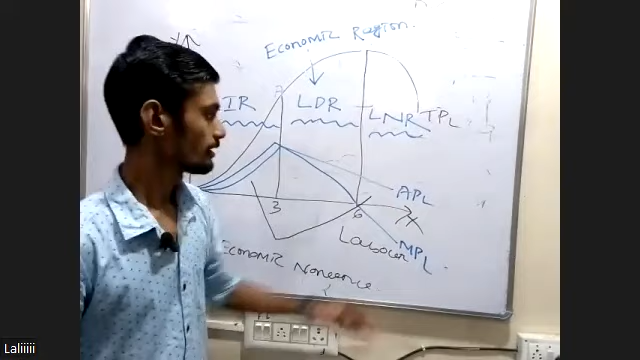 Y
Economic Region
IR
LDR
LNR
TPL
APL
3
6
X
Labour
MPL
Economic Nonsence
Laliiiii